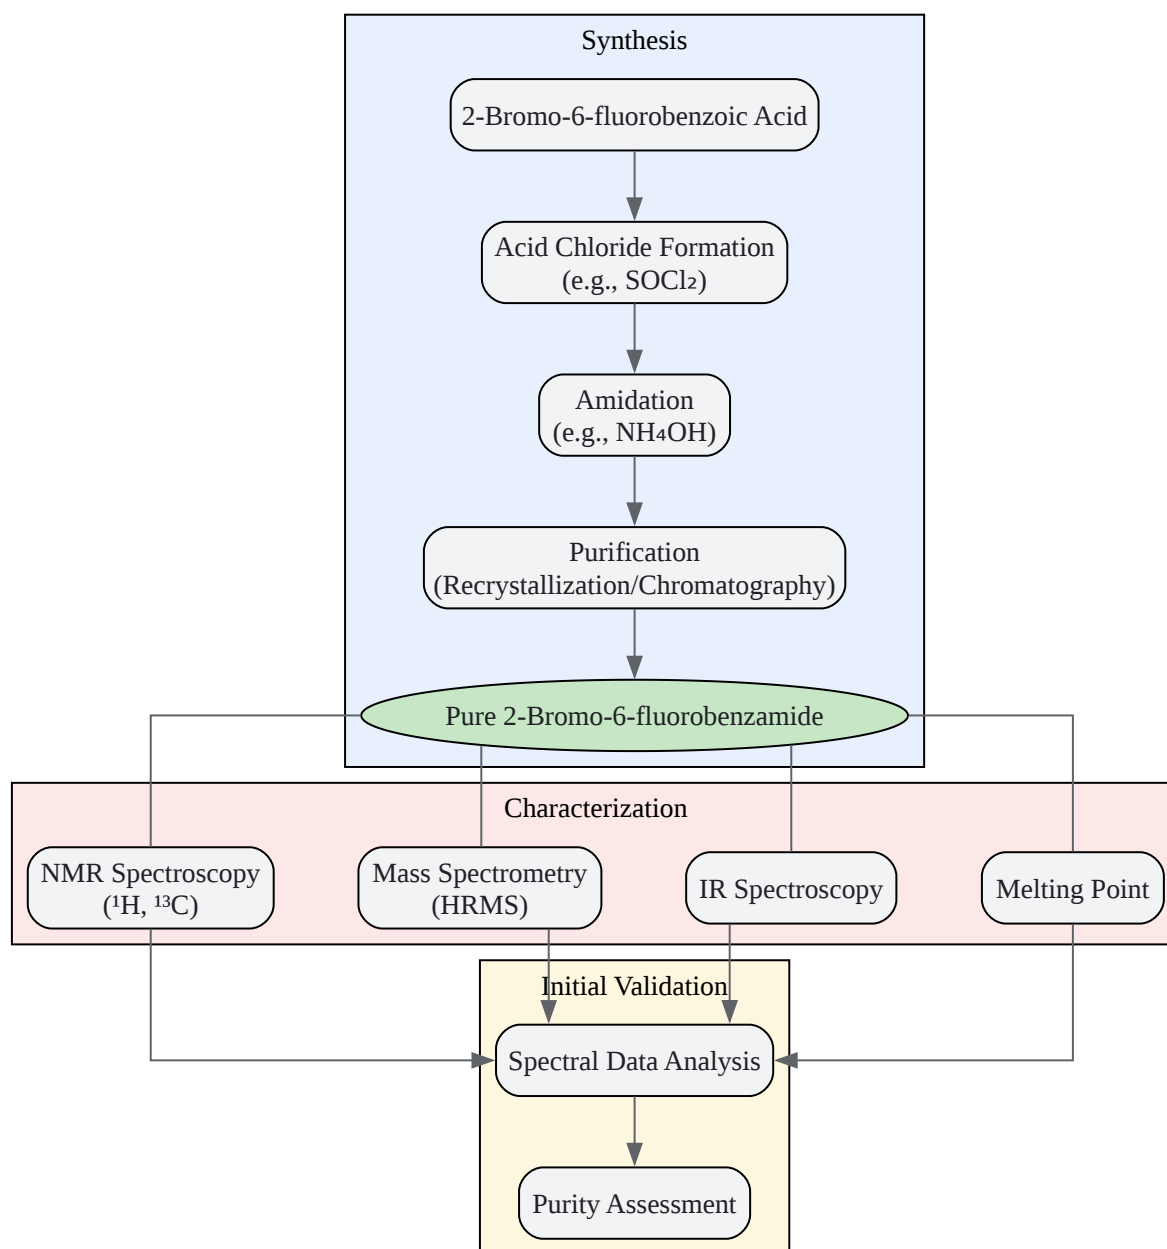 Synthesis
2-Bromo-6-fluorobenzoic Acid
Acid Chloride Formation
(e.g., SOCl₂)
Amidation
(e.g., NH₄OH)
Purification
(Recrystallization/Chromatography)
Pure 2-Bromo-6-fluorobenzamide
Characterization
NMR Spectroscopy
(¹H, ¹³C)
Mass Spectrometry
(HRMS)
IR Spectroscopy
Melting Point
Initial Validation
Spectral Data Analysis
Purity Assessment